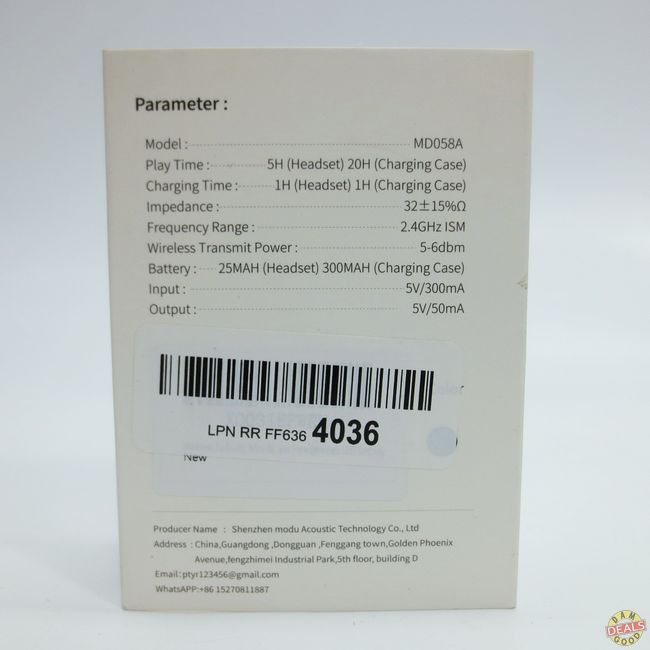 Parameter :
Model : MD058A
Play Time : 5H (Headset) 20H (Charging Case)
Charging Time : 1H (Headset) 1H (Charging Case)
Impedance : 32±15%Ω
Frequency Range : 2.4GHz ISM
Wireless Transmit Power : 5-6dbm
Battery : 25MAH (Headset) 300MAH (Charging Case)
Input : 5V/300mA
Output : 5V/50mA
LPN RR FF636 4036
New
Producer Name : Shenzhen modu Acoustic Technology Co., Ltd
Address : China,Guangdong ,Dongguan ,Fenggang town,Golden Phoenix
Avenue,fengzhimei Industrial Park,5th floor, building D
Email:ptyr123456@gmail.com
WhatsAPP:+86 15270811887
DAMN
DEALS
GOOD